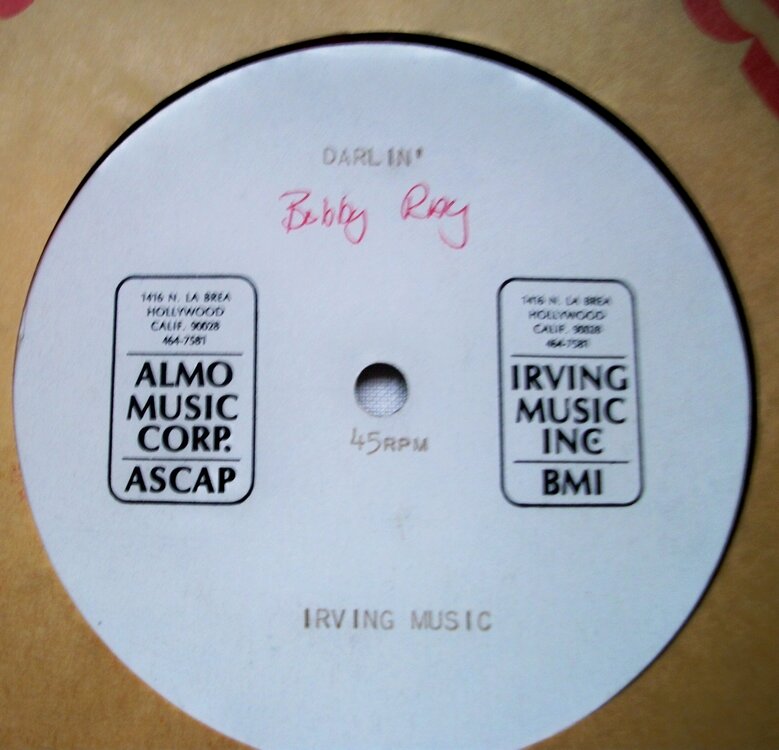 DARLIN'
Bobby Ray
1416 N. LA BREA
HOLLYWOOD
CALIF. 90028
464-7581
ALMO
MUSIC
CORP.
ASCAP
45RPM
1416 N. LA BREA
HOLLYWOOD
CALIF. 90028
464-7581
IRVING
MUSIC
INC
BMI
IRVING MUSIC